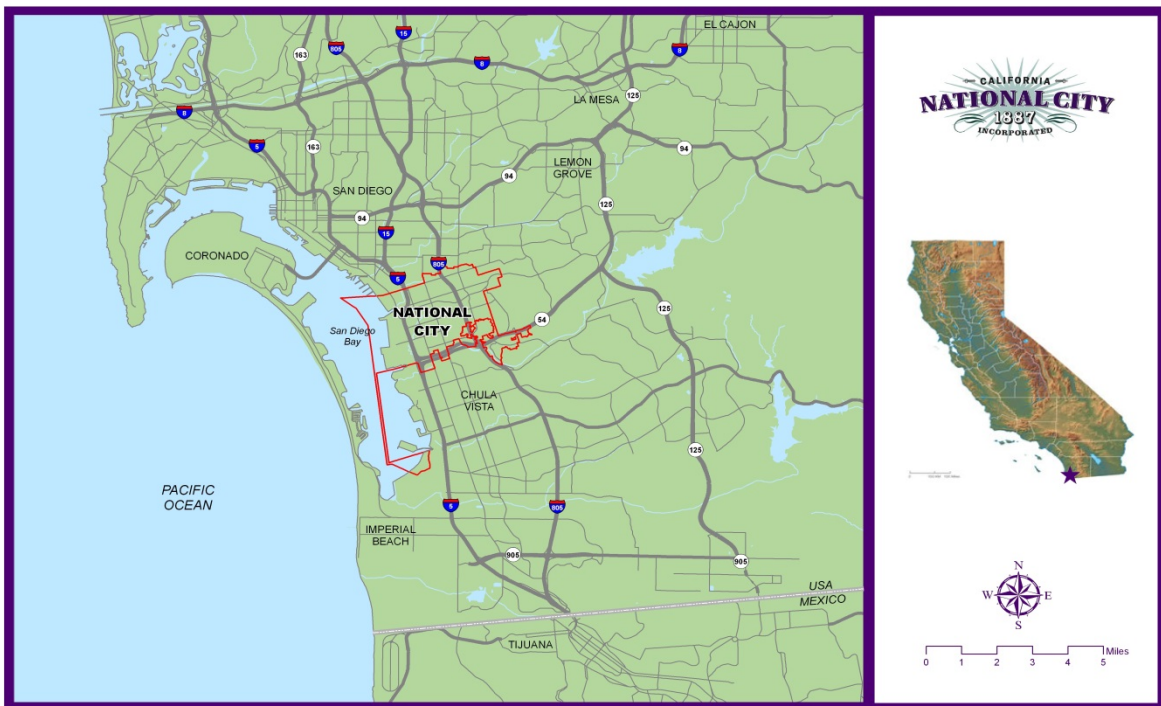 EL CAJON
15
805
163
8
8
125
LA MESA
8
5
163
94
LEMON
GROVE
94
SAN DIEGO
125
94
15
CORONADO
805
5
125
NATIONAL
CITY
54
San Diego
Bay
CHULA
VISTA
125
PACIFIC
OCEAN
5
805
IMPERIAL
BEACH
905
905
USA
MEXICO
TIJUANA
CALIFORNIA
NATIONAL CITY
1887
INCORPORATED
N
W E
S
Miles
0 1 2 3 4 5